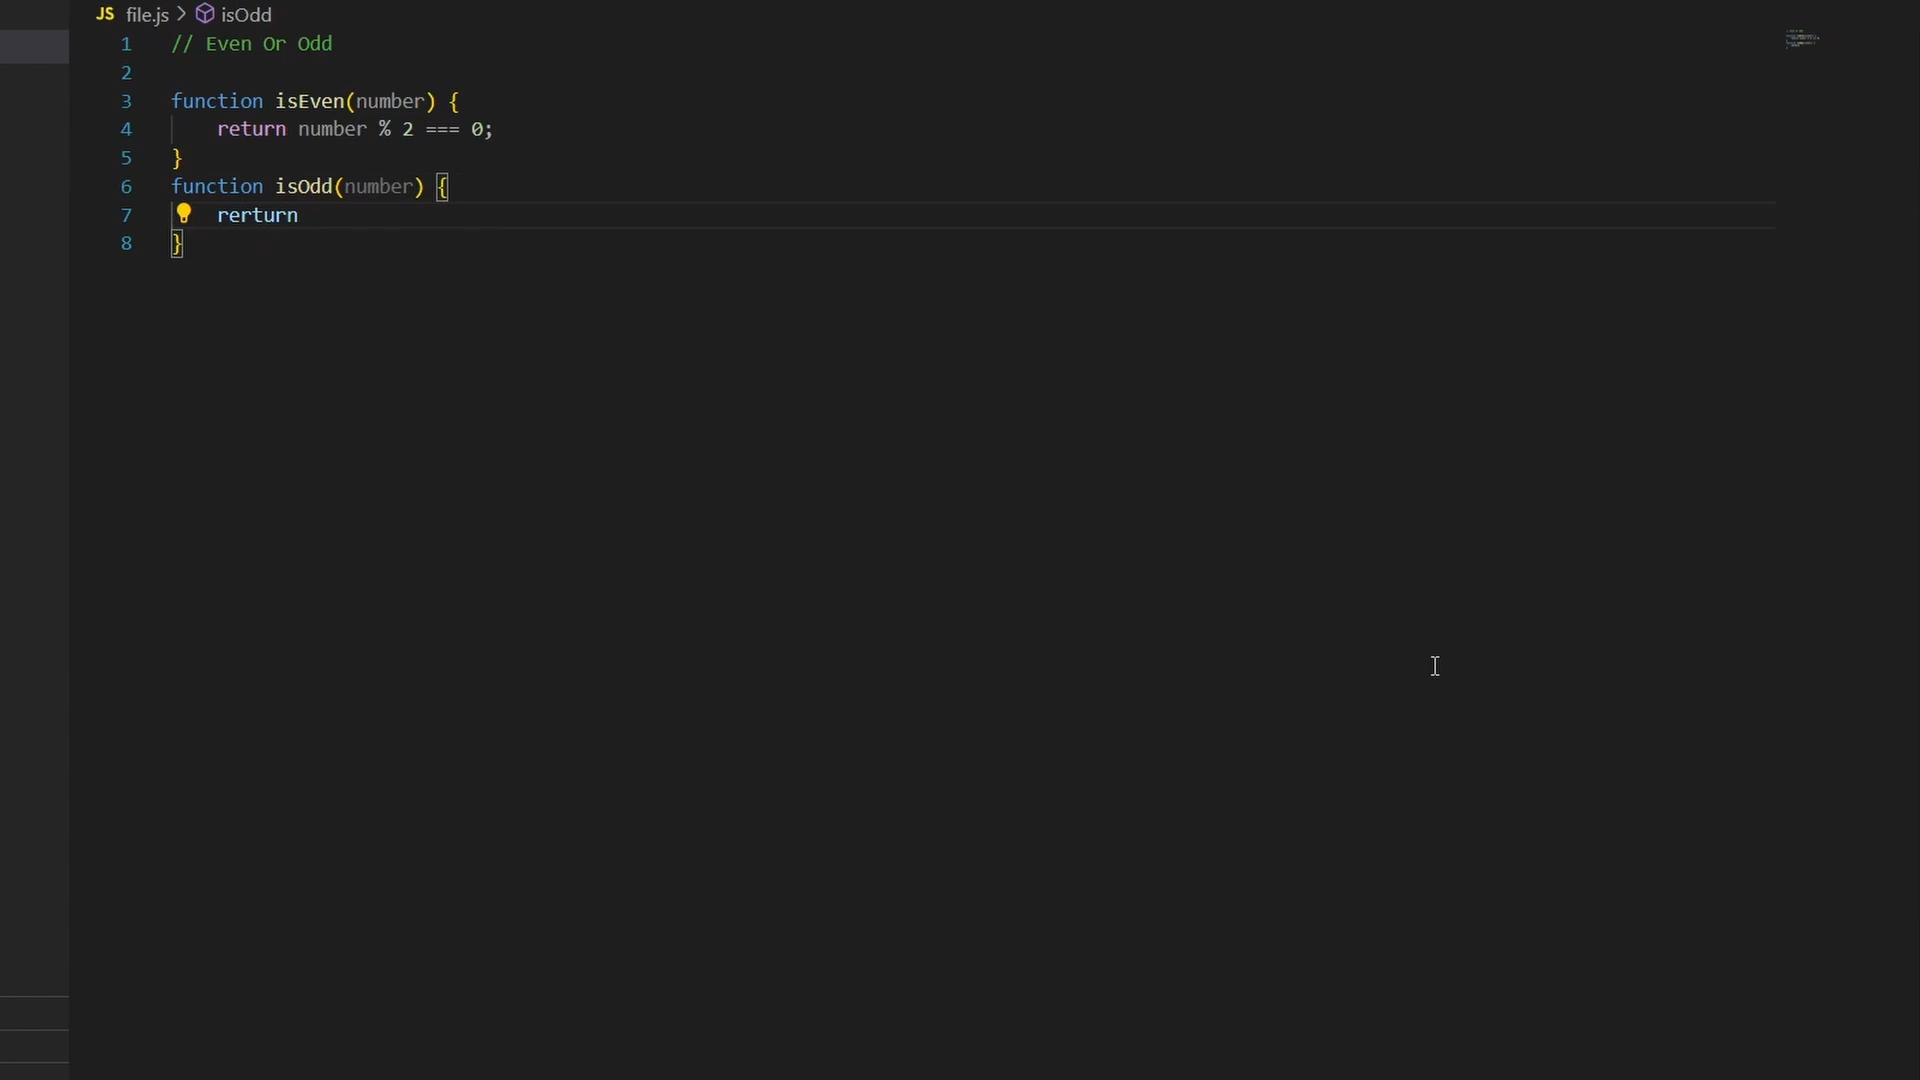 JS file.js > isOdd
1 // Even Or Odd
2
3 function isEven(number) {
4 return number % 2 === 0;
5 }
6 function isOdd(number) {
7 rerturn
8 }